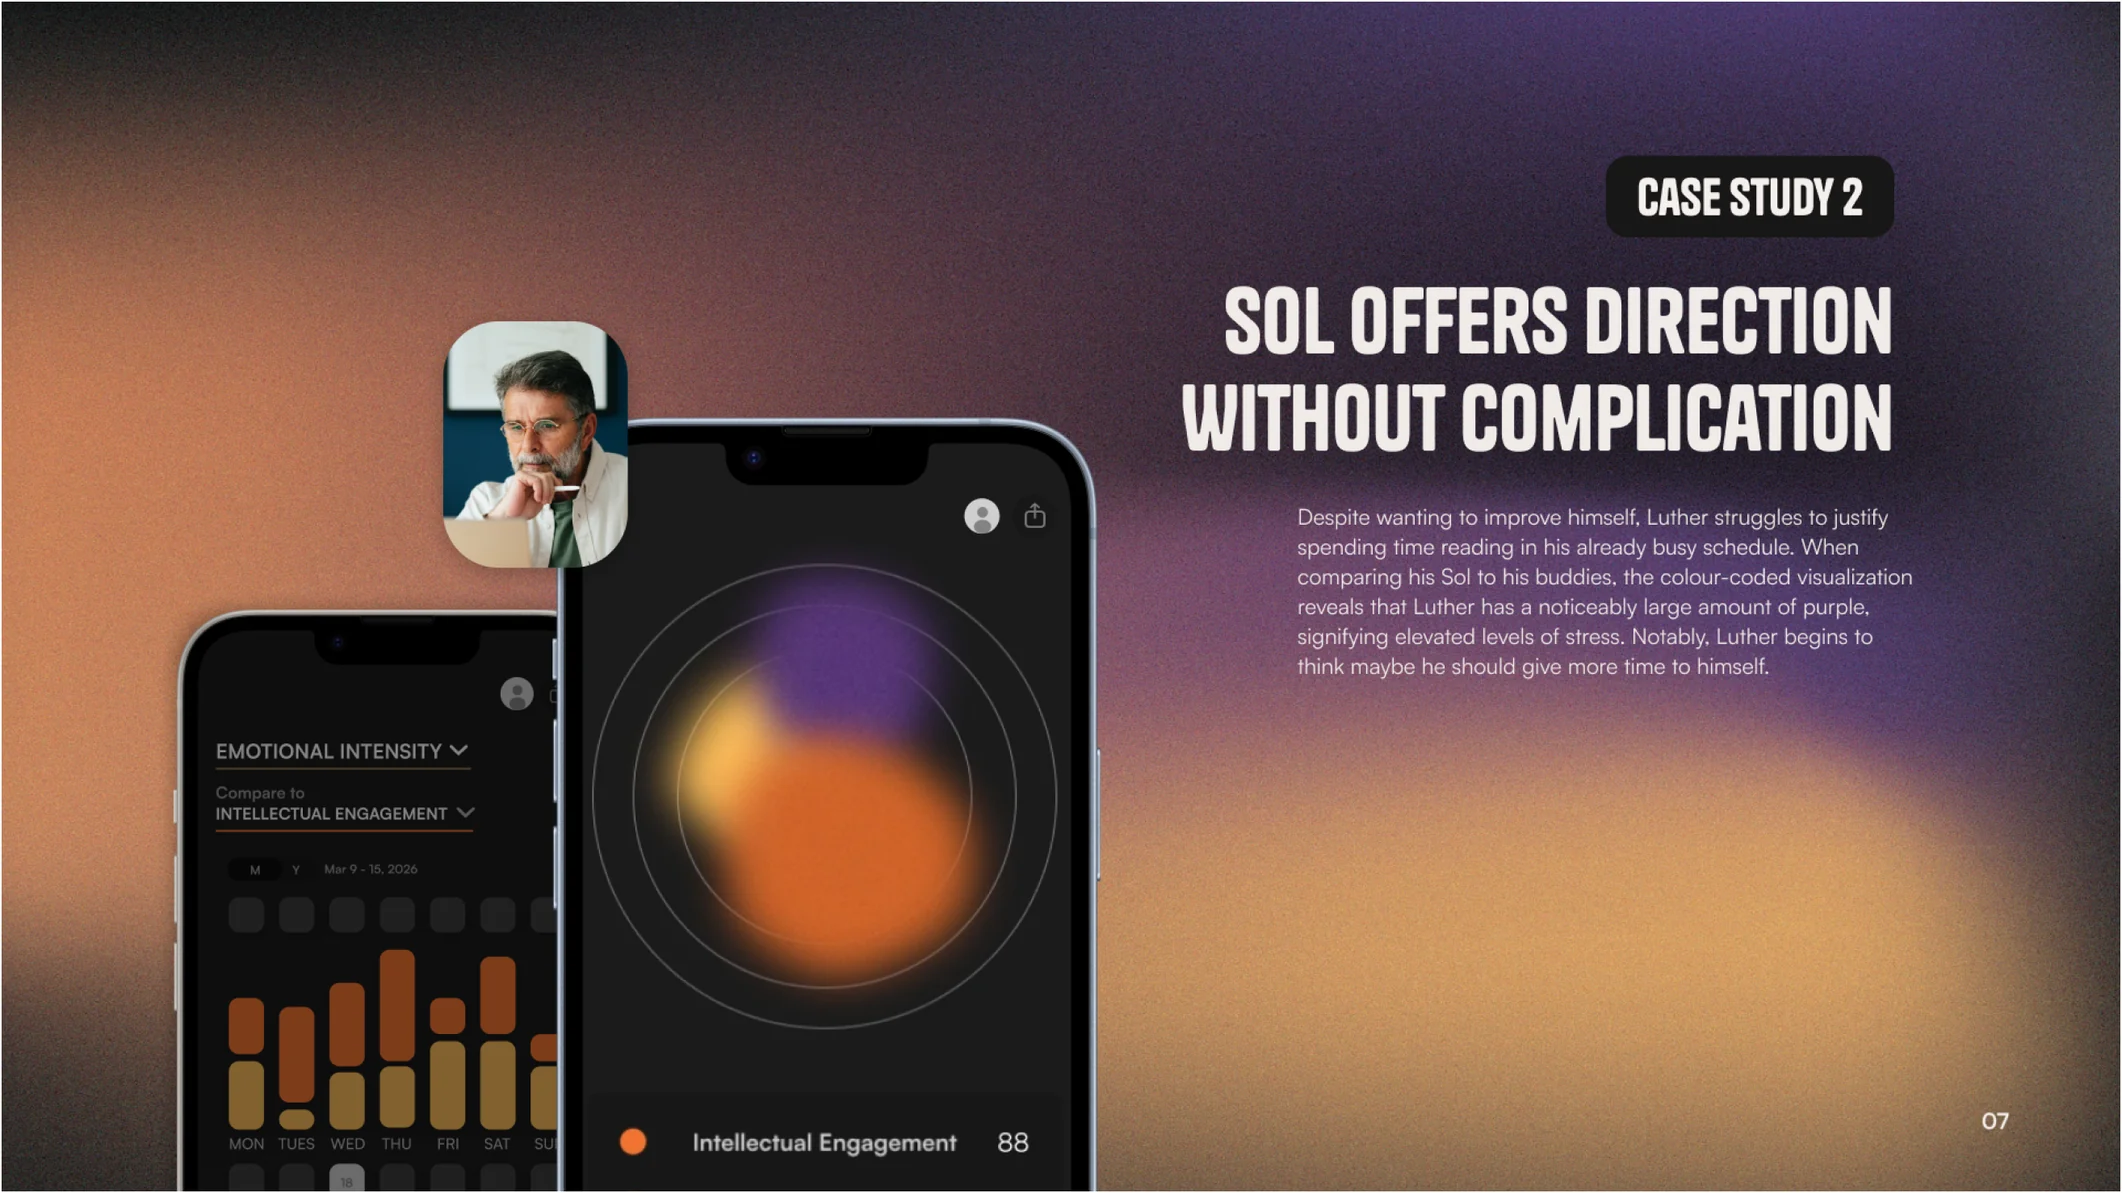 CASE STUDY 2
SOL OFFERS DIRECTION
WITHOUT COMPLICATION
Despite wanting to improve himself, Luther struggles to justify
spending time reading in his already busy schedule. When
comparing his Sol to his buddies, the colour-coded visualization
reveals that Luther has a noticeably large amount of purple,
signifying elevated levels of stress. Notably, Luther begins to
think maybe he should give more time to himself.
EMOTIONAL INTENSITY
Compare to
INTELLECTUAL ENGAGEMENT
M Y Mar 9 - 15, 2026
MON TUES WED THU FRI SAT SU
18
Intellectual Engagement 88
07